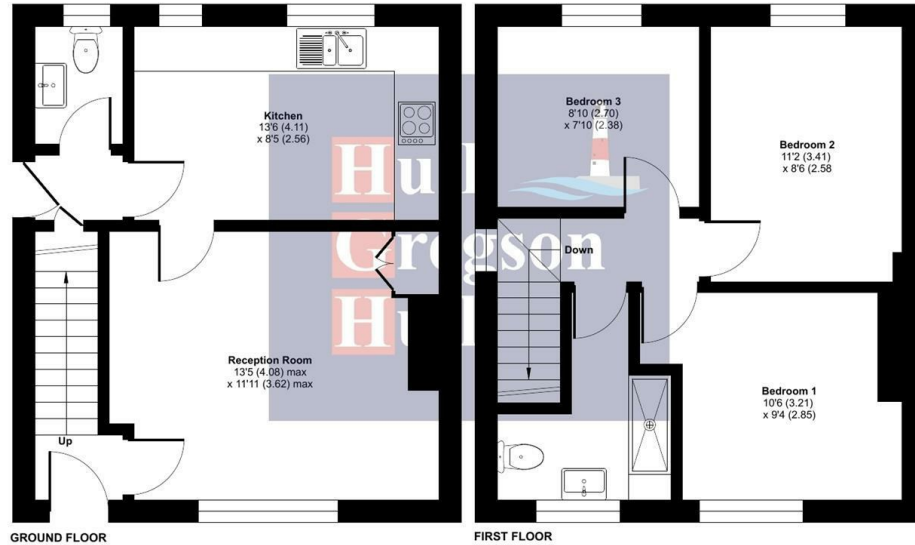 Kitchen
13'6 (4.11)
x 8'5 (2.56)
Reception Room
13'5 (4.08) max
x 11'11 (3.62) max
Up
GROUND FLOOR
Bedroom 3
8'10 (2.70)
x 7'10 (2.38)
Bedroom 2
11'2 (3.41)
x 8'6 (2.58
Down
Bedroom 1
10'6 (3.21)
x 9'4 (2.85)
FIRST FLOOR
Gregson